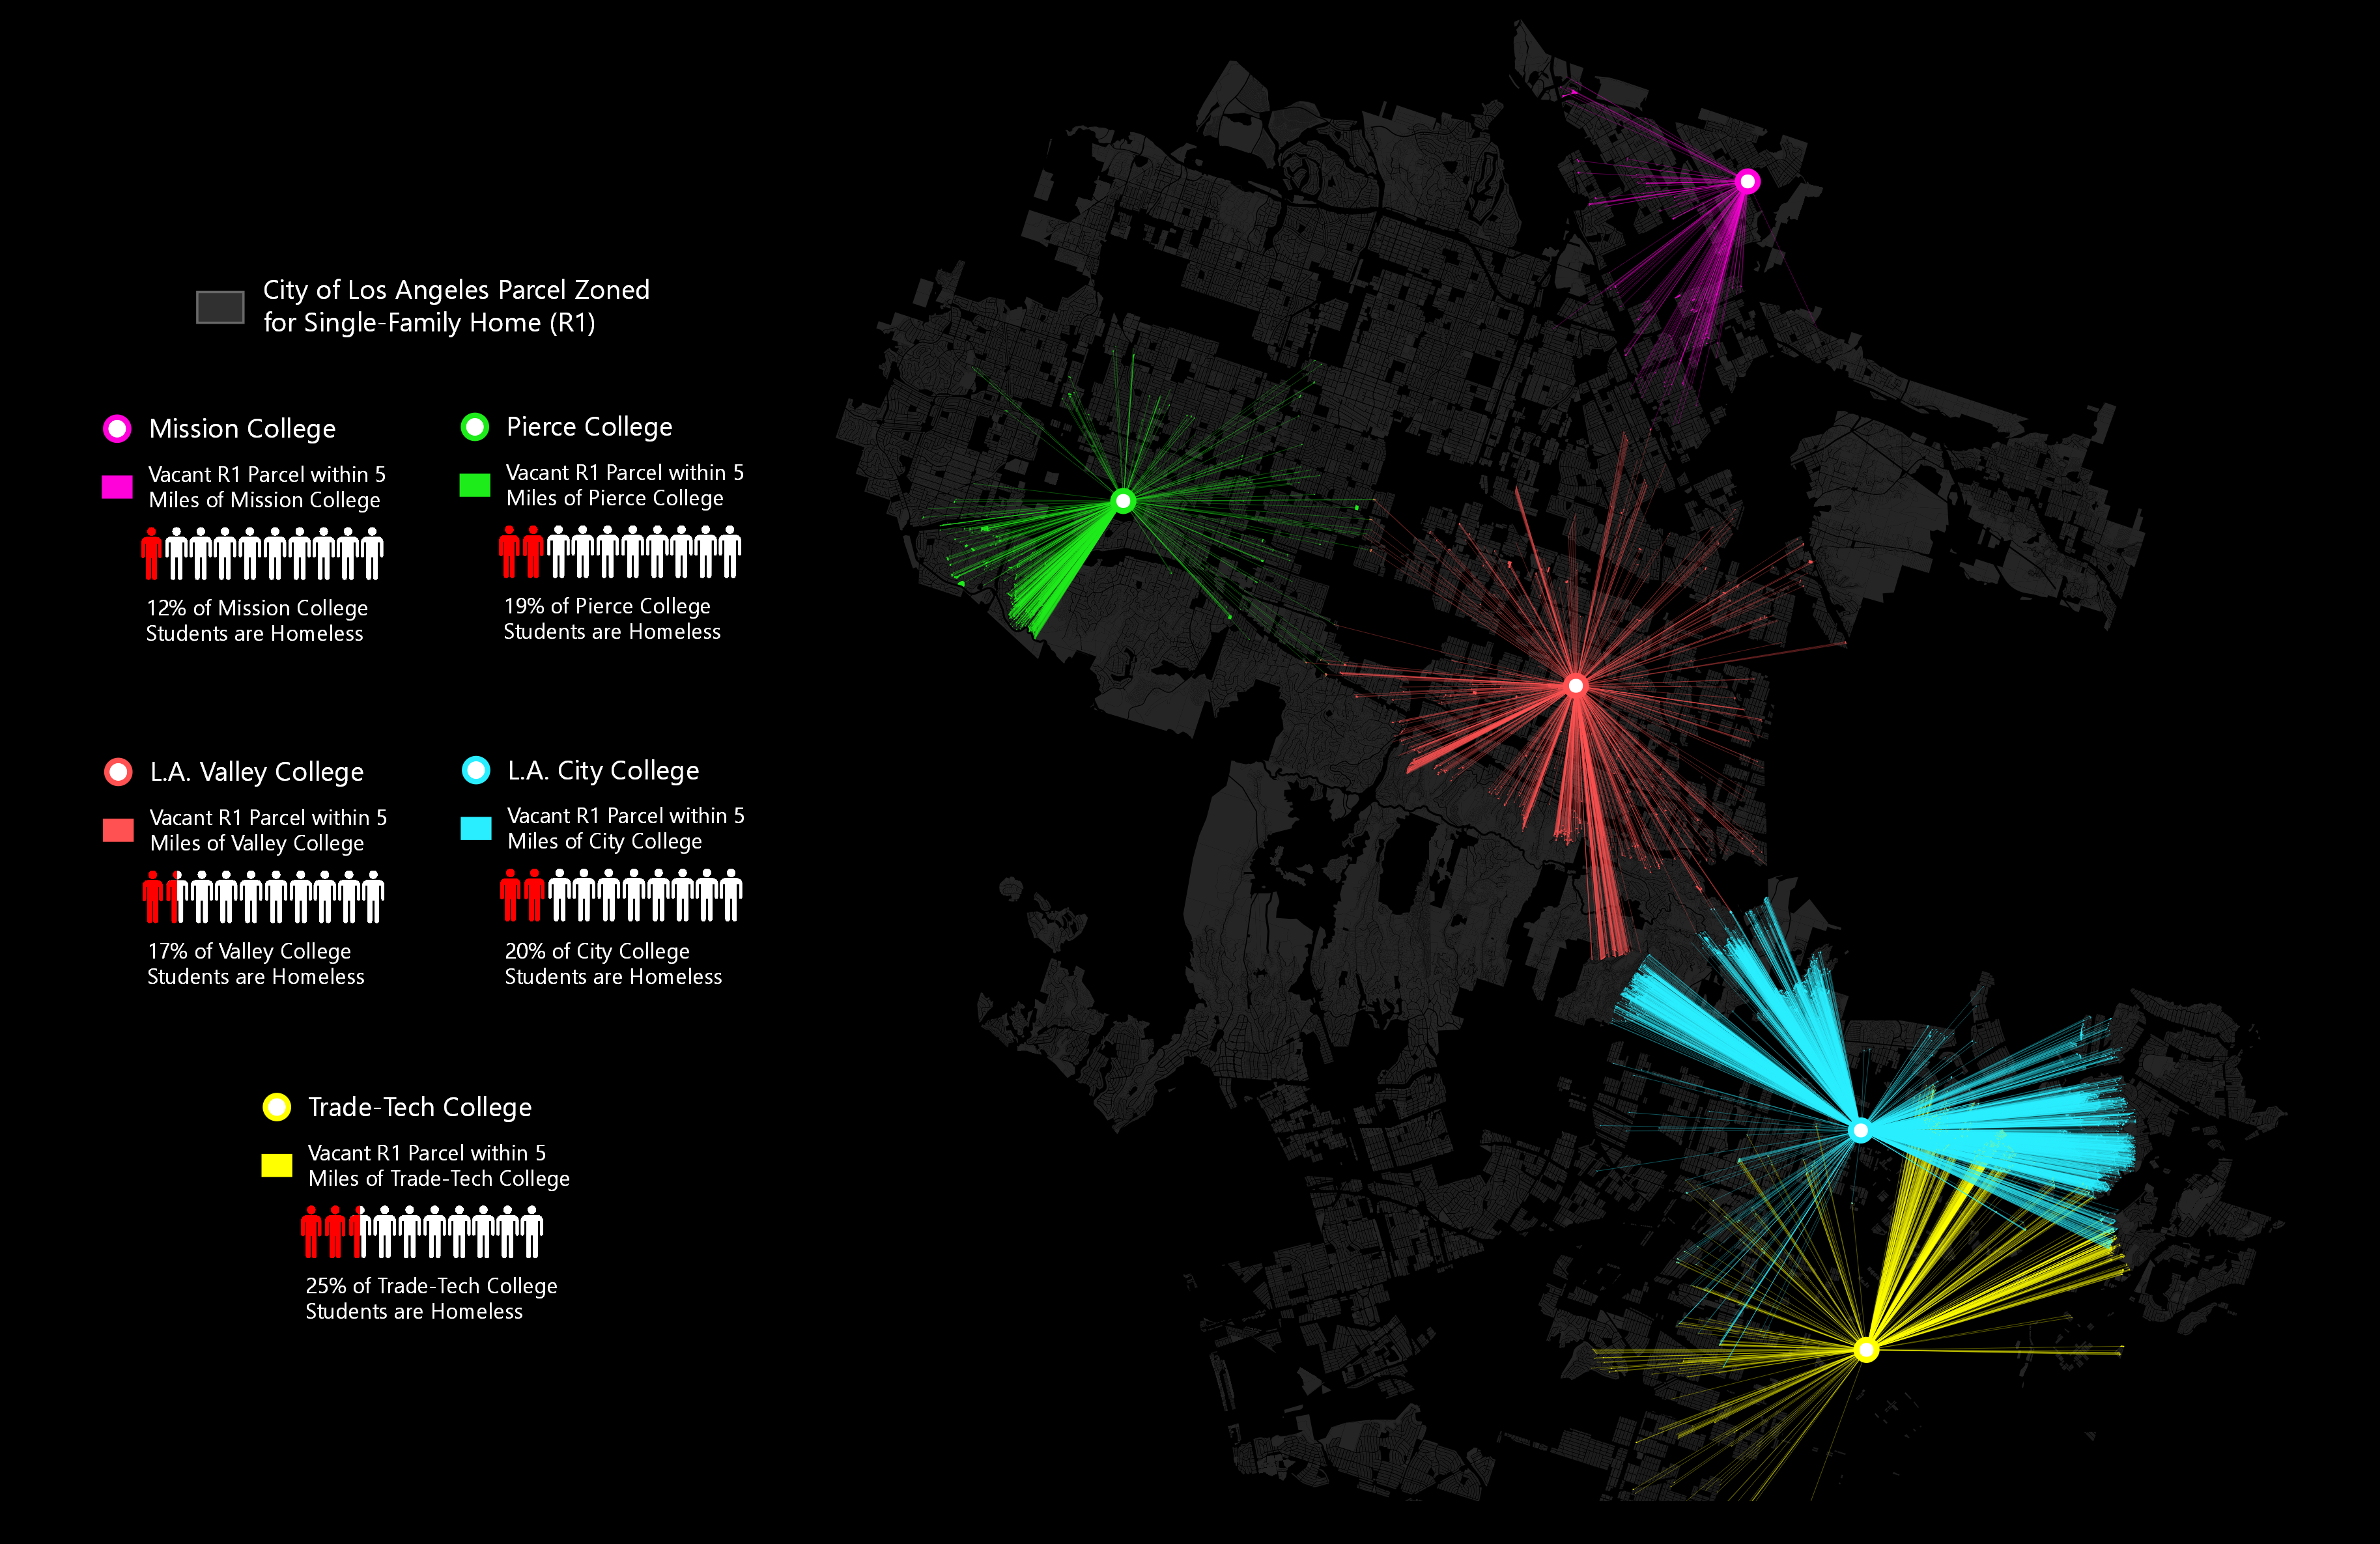 City of Los Angeles Parcel Zoned
for Single-Family Home (R1)
Mission College
Vacant R1 Parcel within 5
Miles of Mission College
12% of Mission College
Students are Homeless
Pierce College
Vacant R1 Parcel within 5
Miles of Pierce College
19% of Pierce College
Students are Homeless
L.A. Valley College
Vacant R1 Parcel within 5
Miles of Valley College
17% of Valley College
Students are Homeless
L.A. City College
Vacant R1 Parcel within 5
Miles of City College
20% of City College
Students are Homeless
Trade-Tech College
Vacant R1 Parcel within 5
Miles of Trade-Tech College
25% of Trade-Tech College
Students are Homeless